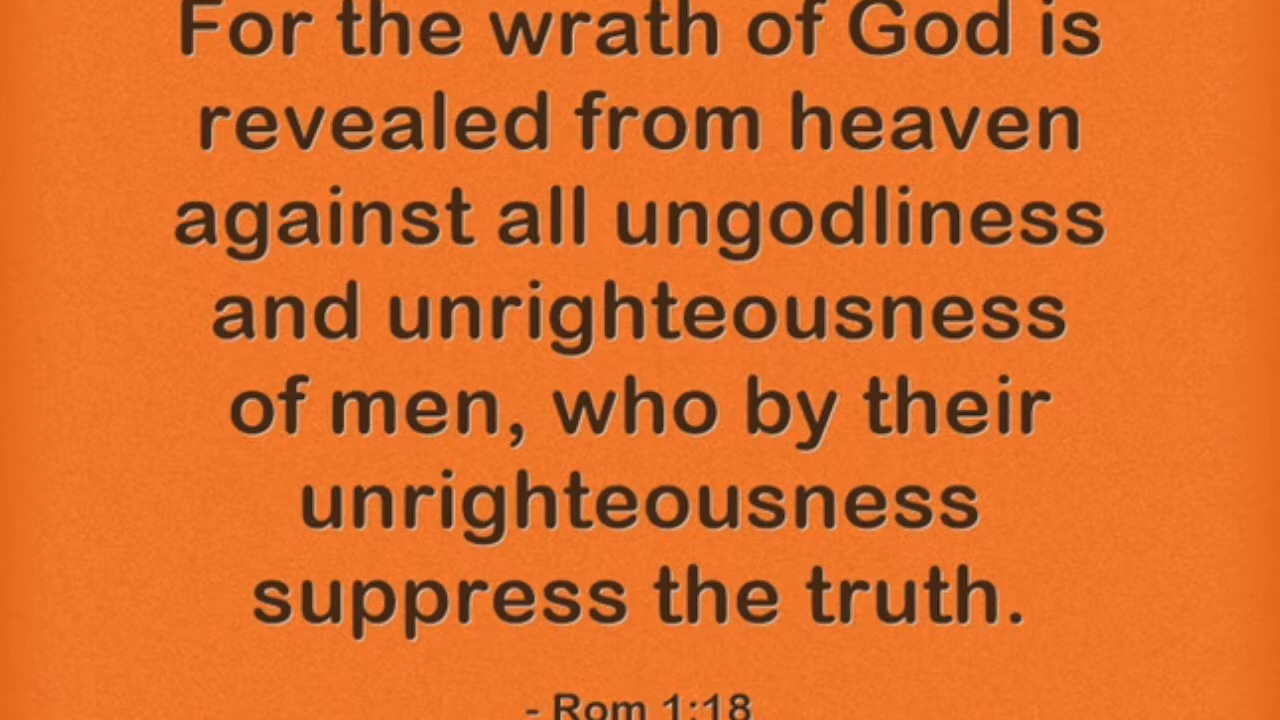 For the wrath of God is
revealed from heaven
against all ungodliness
and unrighteousness
of men, who by their
unrighteousness
suppress the truth.
- Rom 1:18